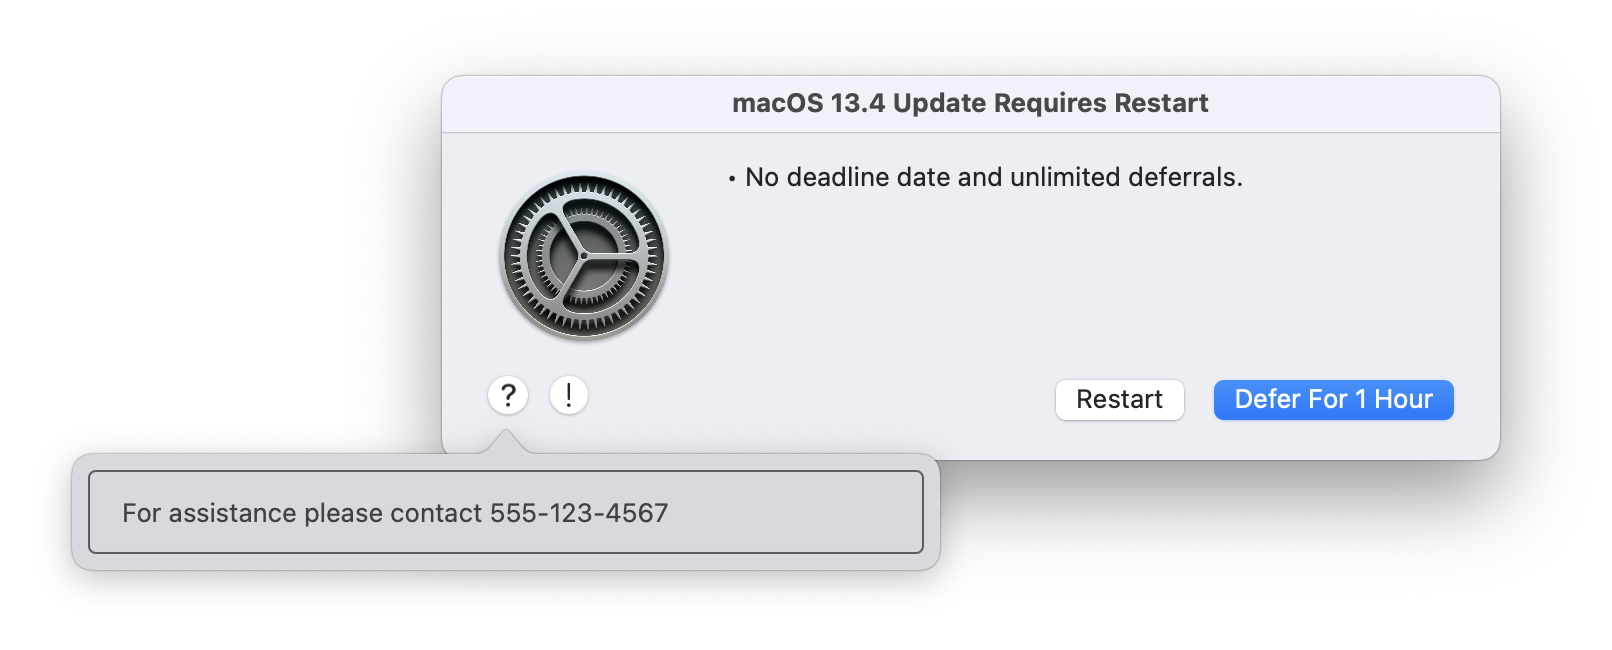 macOS 13.4 Update Requires Restart
• No deadline date and unlimited deferrals.
? !
Restart Defer For 1 Hour
For assistance please contact 555-123-4567